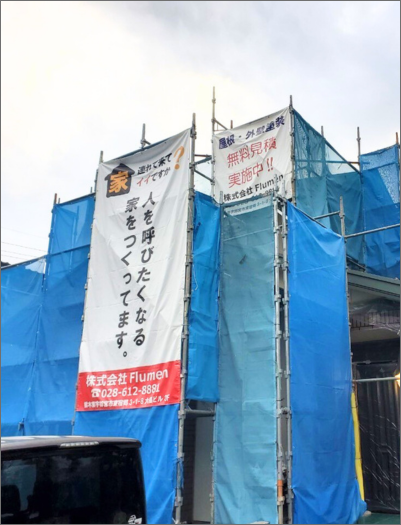 家
連れて来て
イイですか?
人を呼びたくなる
家をつくってます。
株式会社 Flumen
☎028-612-8881
屋根・外壁塗装
無料見積
実施中!!
株式会社 Flumen